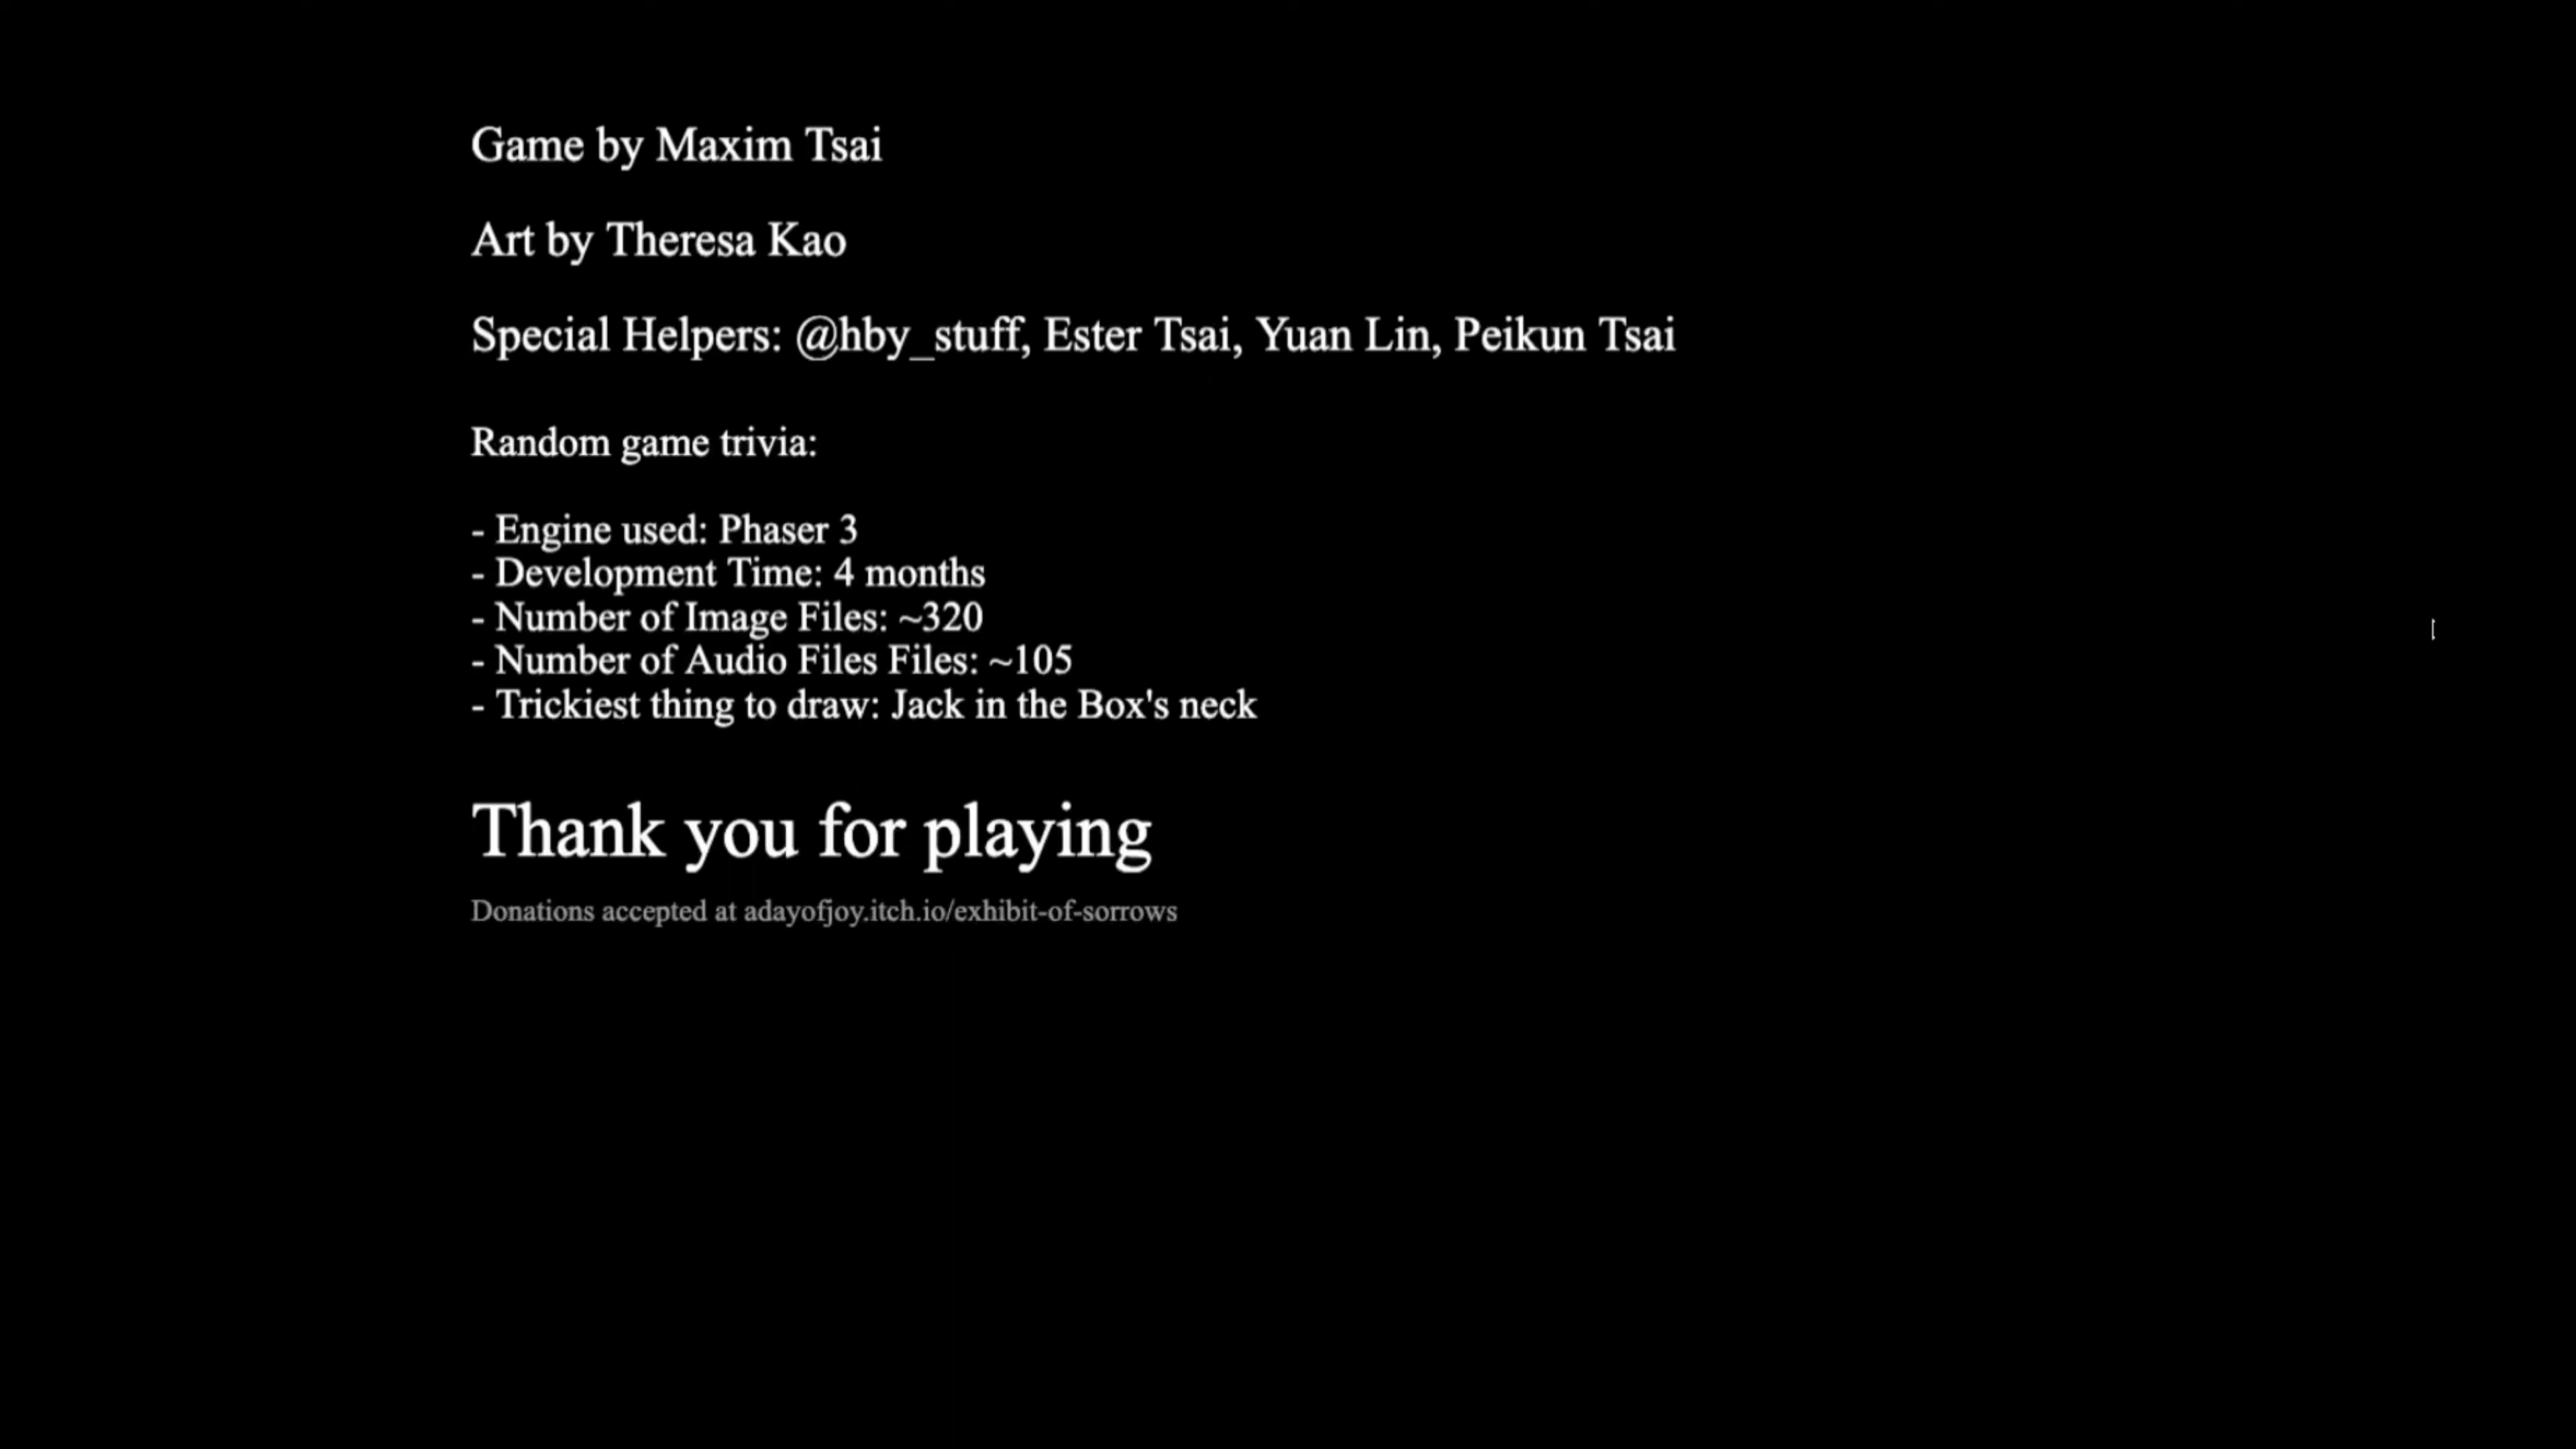 Game by Maxim Tsai
Art by Theresa Kao
Special Helpers: @hby_stuff, Ester Tsai, Yuan Lin, Peikun Tsai
Random game trivia:
- Engine used: Phaser 3
- Development Time: 4 months
- Number of Image Files: ~320
- Number of Audio Files Files: ~105
- Trickiest thing to draw: Jack in the Box's neck
Thank you for playing
Donations accepted at adayofjoy.itch.io/exhibit-of-sorrows